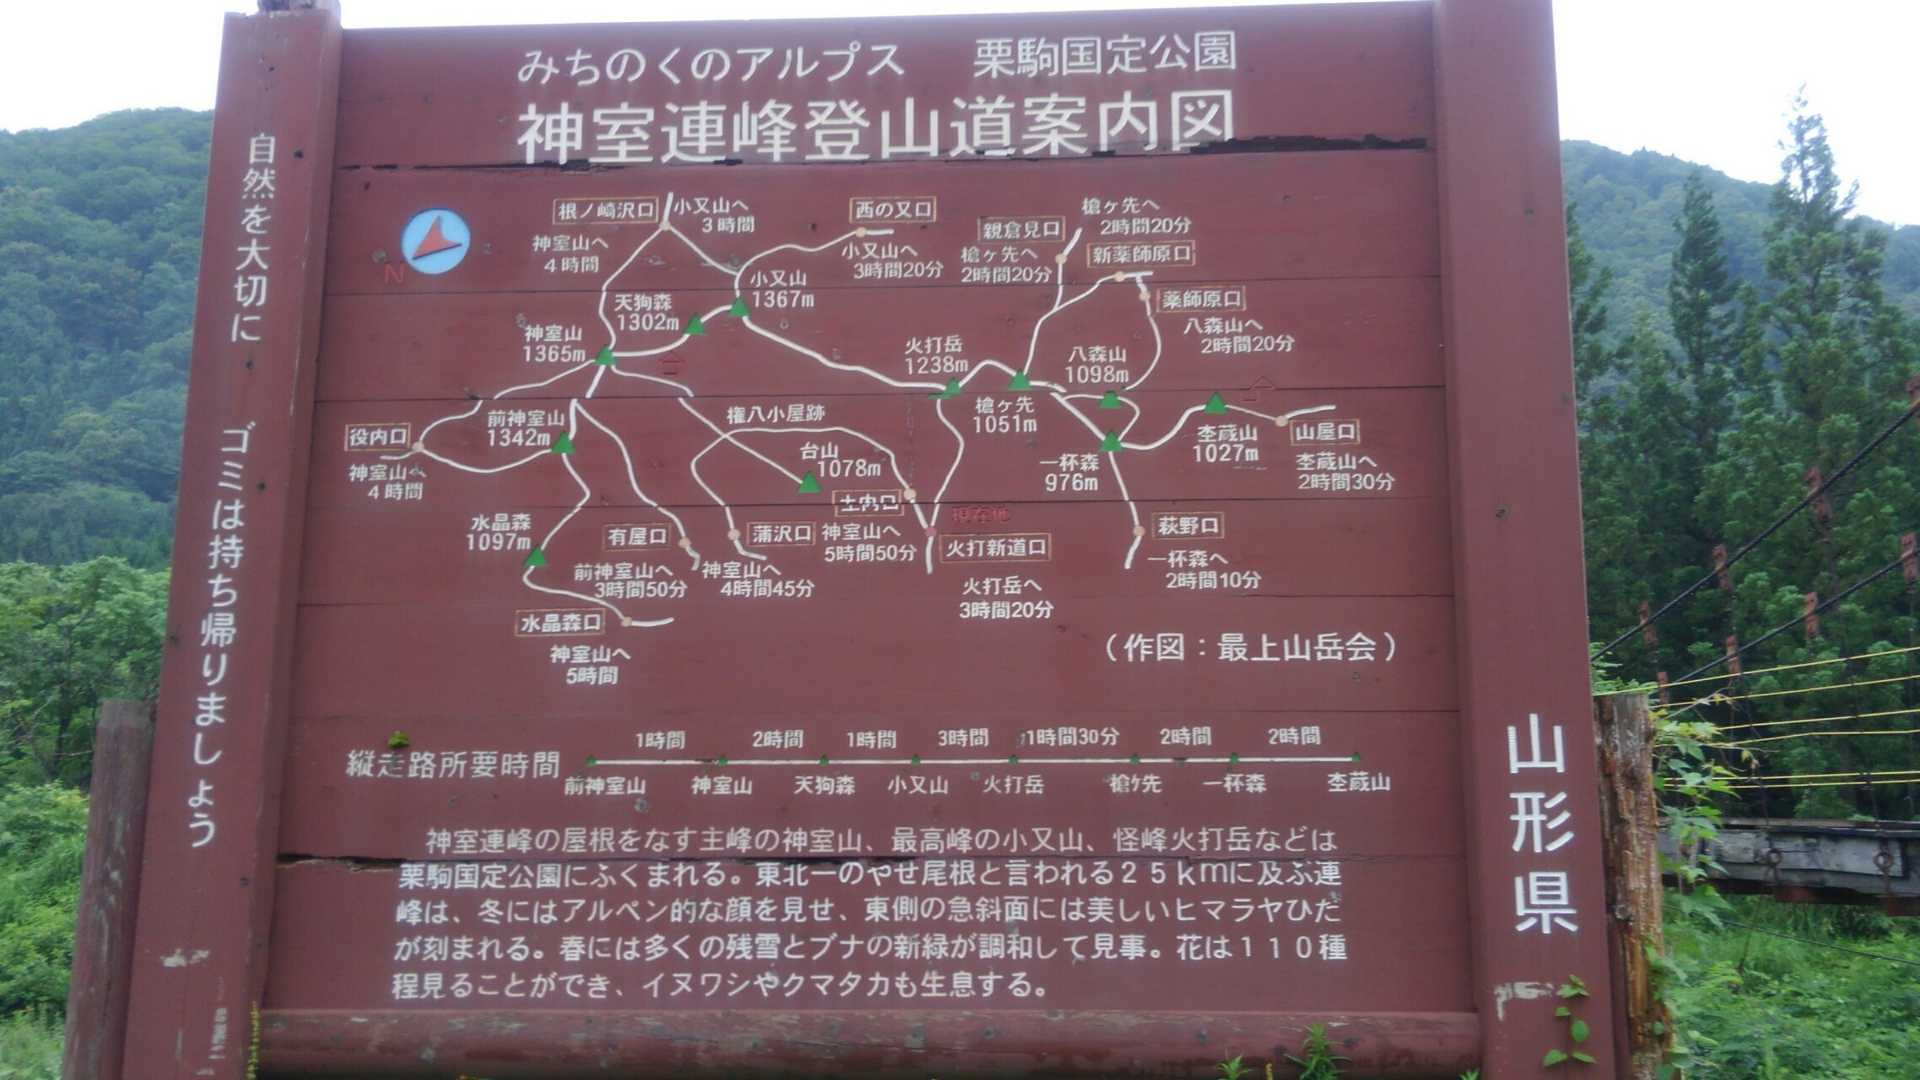 みちのくのアルプス 栗駒国定公園
神室連峰登山道案内図
自然を大切に ゴミは持ち帰りましょう
N
根ノ崎沢口
小又山へ
3時間
神室山へ
4時間
西の又口
小又山へ
3時間20分
親倉見口
槍ヶ先へ
2時間20分
槍ヶ先へ
2時間20分
新薬師原口
薬師原口
八森山へ
2時間20分
小又山
1367m
天狗森
1302m
神室山
1365m
火打岳
1238m
八森山
1098m
槍ヶ先
1051m
前神室山
1342m
権八小屋跡
台山
1078m
役内口
神室山へ
4時間
杢蔵山
1027m
山屋口
杢蔵山へ
2時間30分
一杯森
976m
水晶森
1097m
有屋口
前神室山へ
3時間50分
蒲沢口
神室山へ
4時間45分
土内口
神室山へ
5時間50分
現在地
火打新道口
火打岳へ
3時間20分
萩野口
一杯森へ
2時間10分
水晶森口
神室山へ
5時間
(作図：最上山岳会)
縦走路所要時間
1時間 2時間 1時間 3時間 1時間30分 2時間 2時間
前神室山 神室山 天狗森 小又山 火打岳 槍ヶ先 一杯森 杢蔵山
神室連峰の屋根をなす主峰の神室山、最高峰の小又山、怪峰火打岳などは
栗駒国定公園にふくまれる。東北一のやせ尾根と言われる２５ｋｍに及ぶ連
峰は、冬にはアルペン的な顔を見せ、東側の急斜面には美しいヒマラヤひだ
が刻まれる。春には多くの残雪とブナの新緑が調和して見事。花は１１０種
程見ることができ、イヌワシやクマタカも生息する。
山形県